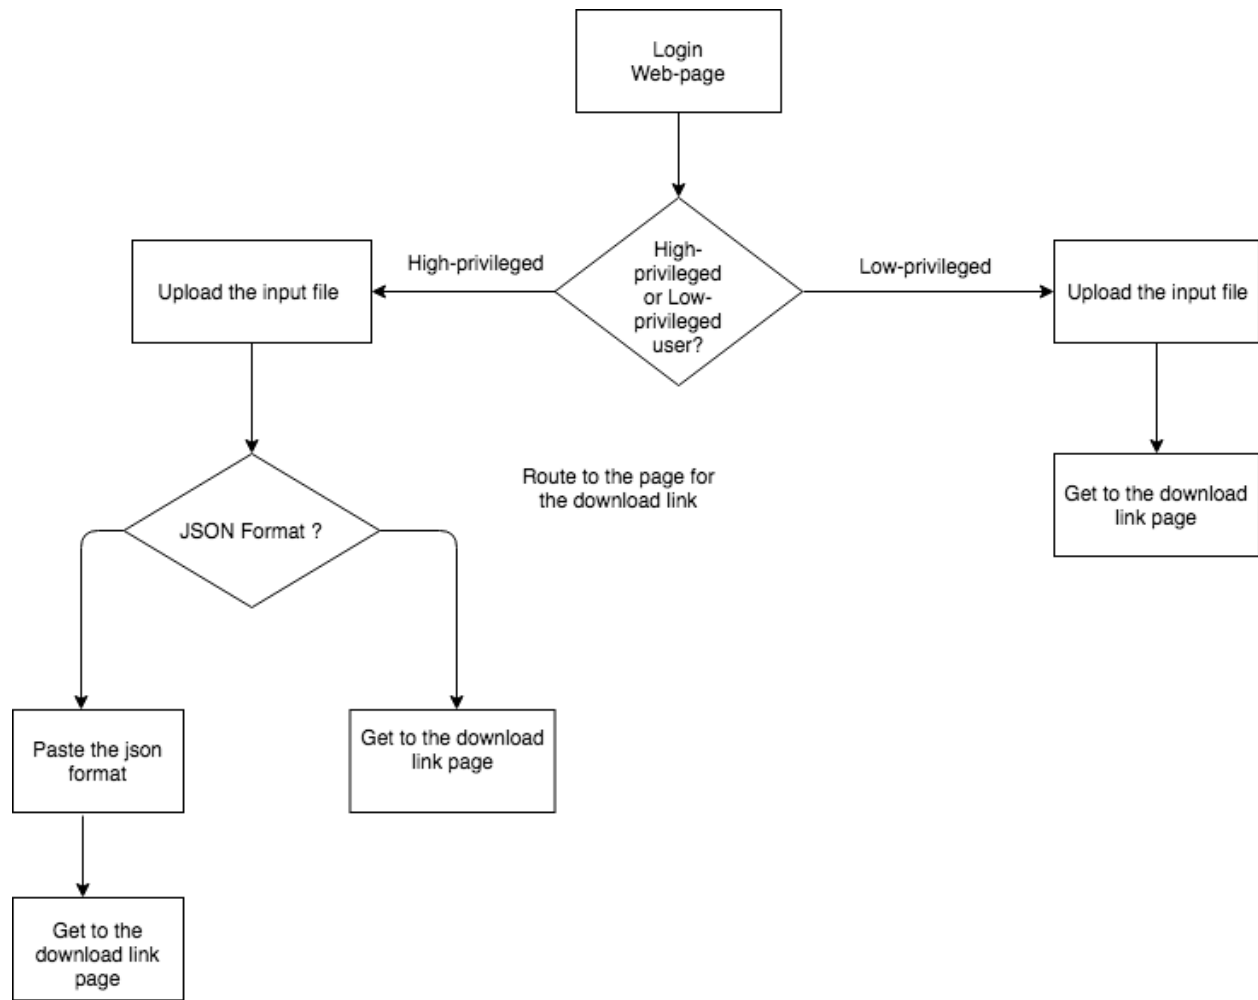 Login
Web-page
High-
privileged
or Low-
privileged
user?
High-privileged
Low-privileged
Upload the input file
Upload the input file
JSON Format ?
Route to the page for
the download link
Get to the download
link page
Paste the json
format
Get to the download
link page
Get to the
download link
page